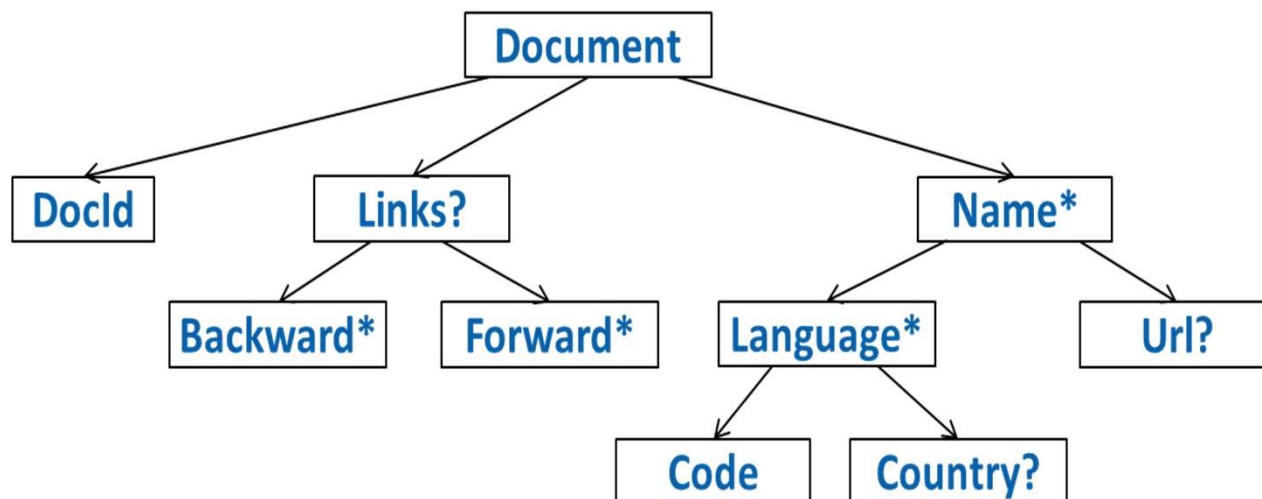 Document
DocId
Links?
Name*
Backward*
Forward*
Language*
Url?
Code
Country?